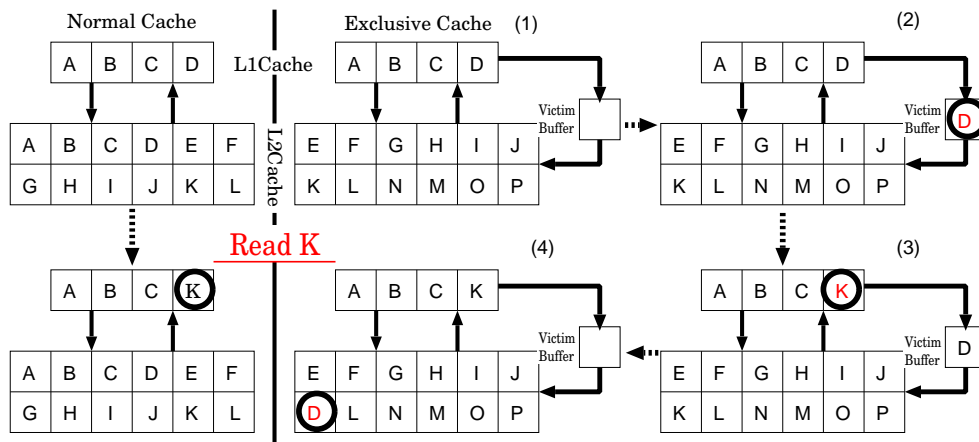 Normal Cache
A B C D
A B C D E F
G H I J K L
L1Cache
L2Cache
Exclusive Cache
(1)
A B C D
Victim
Buffer
E F G H I J
K L N M O P
(2)
A B C D
Victim
Buffer
D
E F G H I J
K L N M O P
Read K
A B C K
A B C D E F
G H I J K L
(4)
A B C K
Victim
Buffer
E F G H I J
D L N M O P
(3)
A B C K
Victim
Buffer
D
E F G H I J
K L N M O P